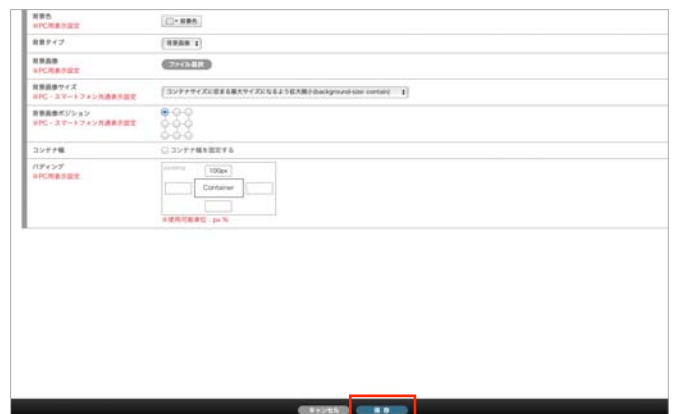 背景色
※PC用表示設定
背景色
背景タイプ
背景画像
背景画像
※PC用表示設定
ファイル選択
背景画像サイズ
※PC・スマートフォン共通表示設定
コンテナサイズに収まる最大サイズになるよう拡大縮小(background-size: contain)
背景画像ポジション
※PC・スマートフォン共通表示設定
コンテナ幅
コンテナ幅を固定する
パディング
※PC用表示設定
padding
100px
Container
※使用可能単位：px %
キャンセル
保存